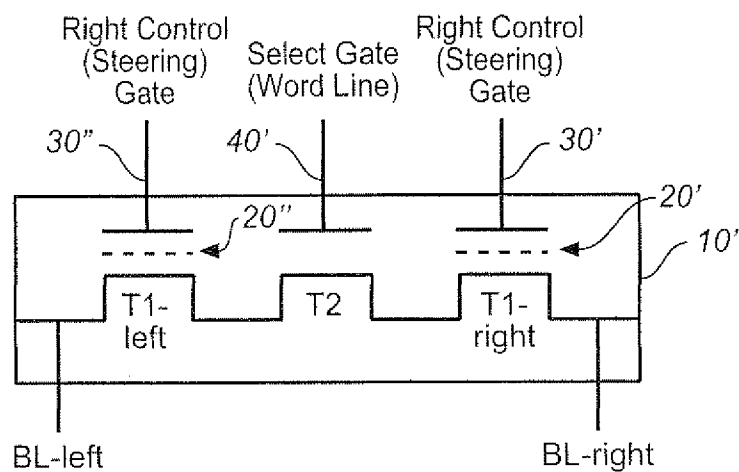 Right Control
(Steering)
Gate
Select Gate
(Word Line)
Right Control
(Steering)
Gate
30"
40'
30'
20"
20'
10'
T1-
left
T2
T1-
right
BL-left
BL-right